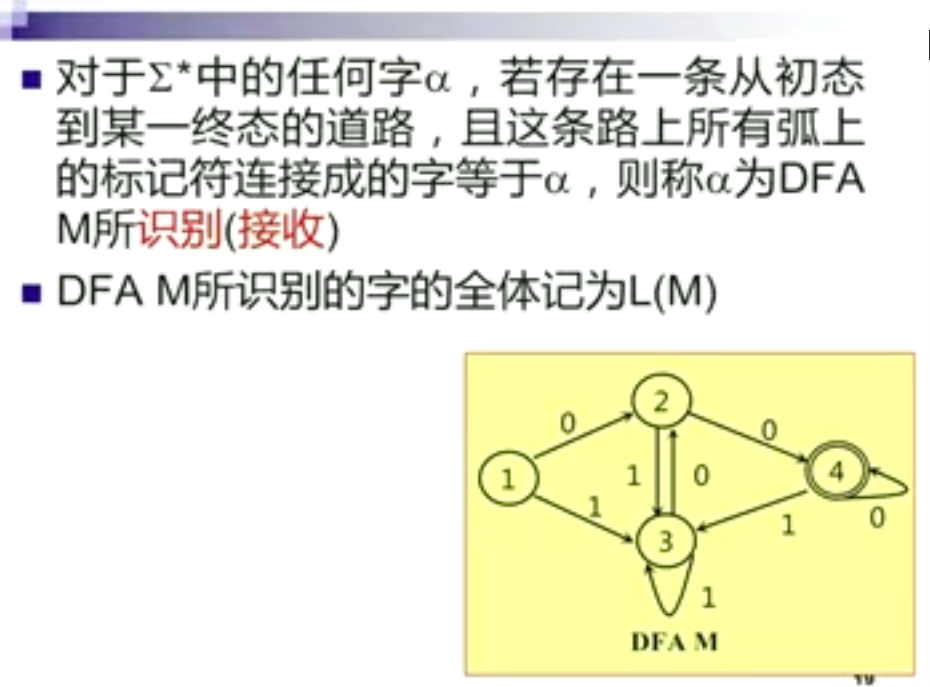 对于Σ*中的任何字α，若存在一条从初态
到某一终态的道路，且这条路上所有弧上
的标记符连接成的字等于α，则称α为DFA
M所识别(接收)
DFA M所识别的字的全体记为L(M)
2
0
0
1
1
0
4
1
1
0
3
1
DFA M
19